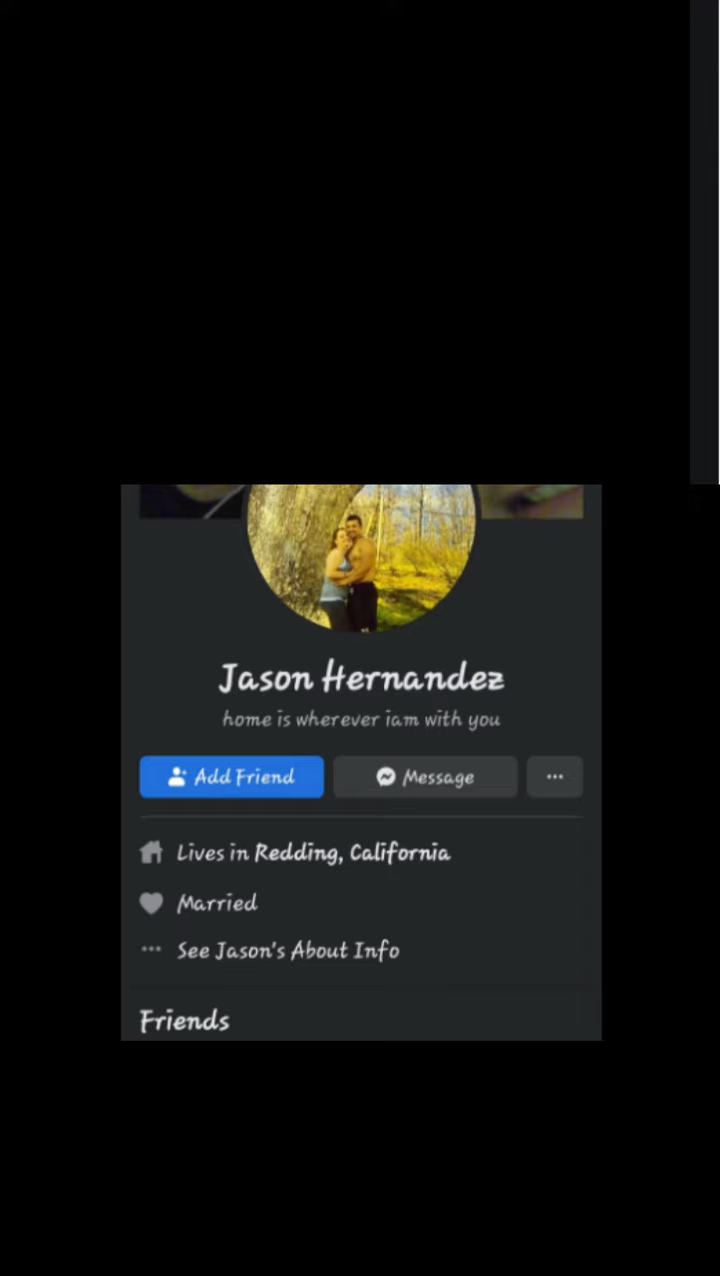 Jason Hernandez
home is wherever iam with you
Add Friend
Message
Lives in Redding, California
Married
See Jason's About Info
Friends